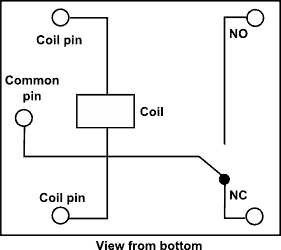 Coil pin
NO
Common
pin
Coil
Coil pin
NC
View from bottom